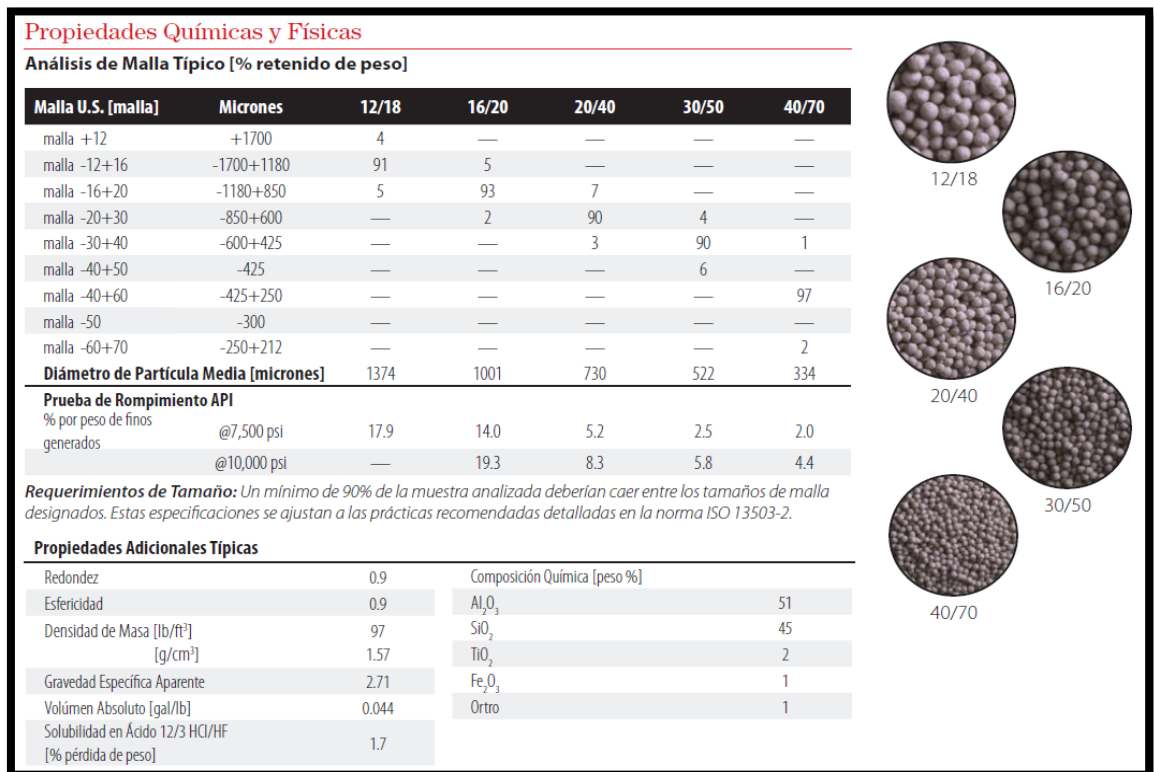 Propiedades Químicas y Físicas
Análisis de Malla Típico [% retenido de peso]
Malla U.S. [malla] Micrones 12/18 16/20 20/40 30/50 40/70
malla +12 +1700 4 — — — —
malla -12+16 -1700+1180 91 5 — — —
malla -16+20 -1180+850 5 93 7 — —
malla -20+30 -850+600 — 2 90 4 —
malla -30+40 -600+425 — — 3 90 1
malla -40+50 -425 — — — 6
malla -40+60 -425+250 — — — — 97
malla -50 -300 — — — — —
malla -60+70 -250+212 — — — — 2
Diámetro de Partícula Media [micrones] 1374 1001 730 522 334
Prueba de Rompimiento API
% por peso de finos
generados
@7,500 psi 17.9 14.0 5.2 2.5 2.0
@10,000 psi — 19.3 8.3 5.8 4.4
Requerimientos de Tamaño: Un mínimo de 90% de la muestra analizada deberían caer entre los tamaños de malla
designados. Estas especificaciones se ajustan a las prácticas recomendadas detalladas en la norma ISO 13503-2.
Propiedades Adicionales Típicas
Redondez 0.9
Esfericidad 0.9
Densidad de Masa [lb/ft³] 97
[g/cm³] 1.57
Gravedad Específica Aparente 2.71
Volúmen Absoluto [gal/lb] 0.044
Solubilidad en Ácido 12/3 HCl/HF
[% pérdida de peso] 1.7
Composición Química [peso %]
Al₂O₃ 51
SiO₂ 45
TiO₂ 2
Fe₂O₃ 1
Ortro 1
12/18
16/20
20/40
30/50
40/70